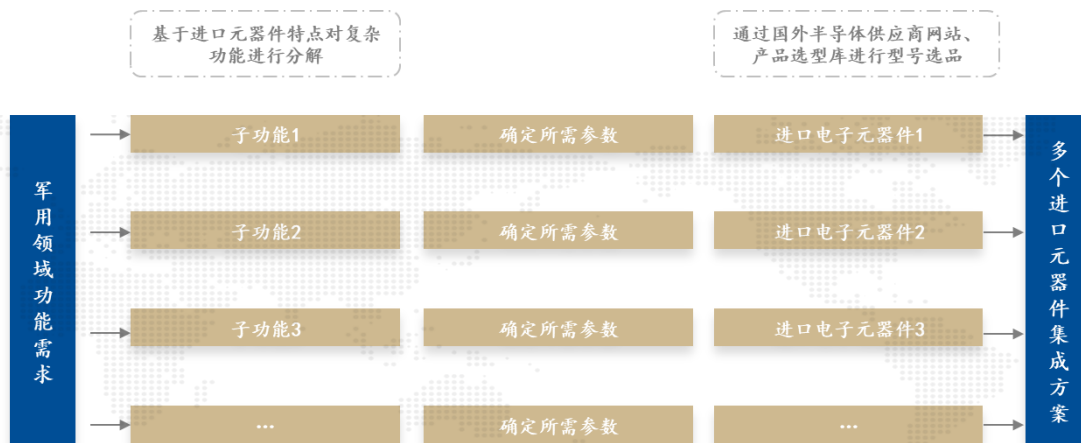 基于进口元器件特点对复杂
功能进行分解
通过国外半导体供应商网站、
产品选型库进行型号选品
军用领域功能需求
子功能1
确定所需参数
进口电子元器件1
子功能2
确定所需参数
进口电子元器件2
子功能3
确定所需参数
进口电子元器件3
...
确定所需参数
...
多个进口元器件集成方案